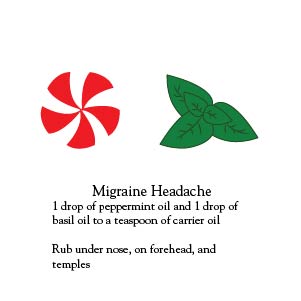 Migraine Headache
1 drop of peppermint oil and 1 drop of
basil oil to a teaspoon of carrier oil
Rub under nose, on forehead, and
temples